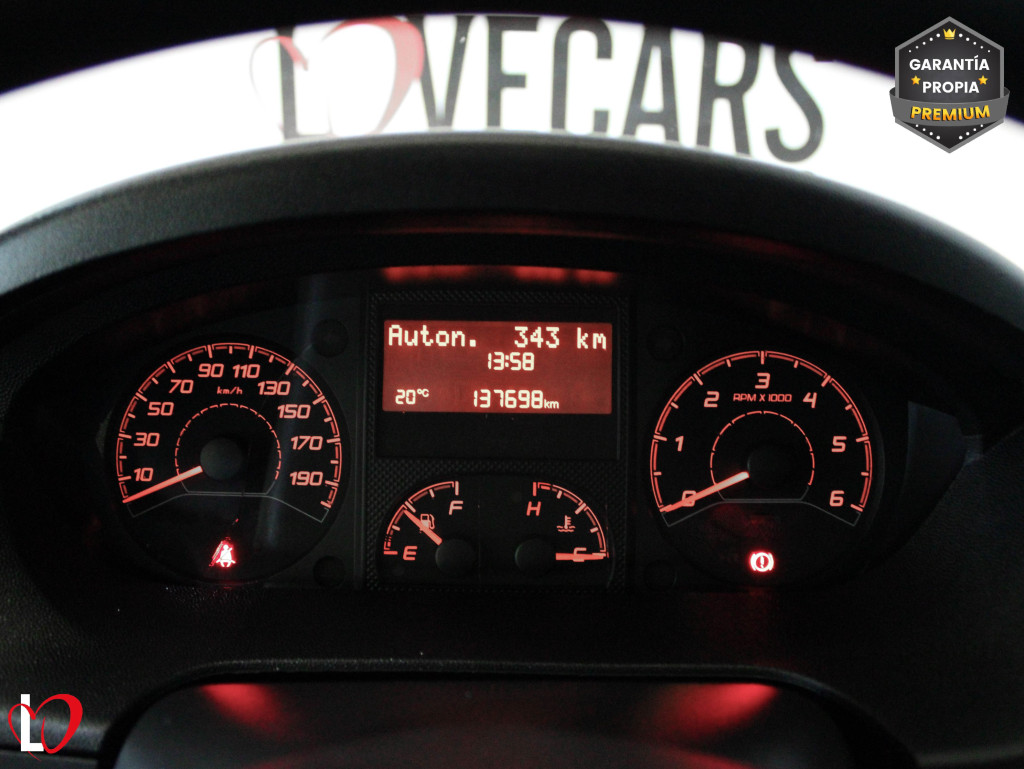 LOVECARS
GARANTÍA
PROPIA
PREMIUM
Auton. 343 km
13:58
20°C 137698km
10 30 50 70 90 110 130 150 170 190
km/h
0 1 2 3 4 5 6
RPM X 1000
E F
H C
L